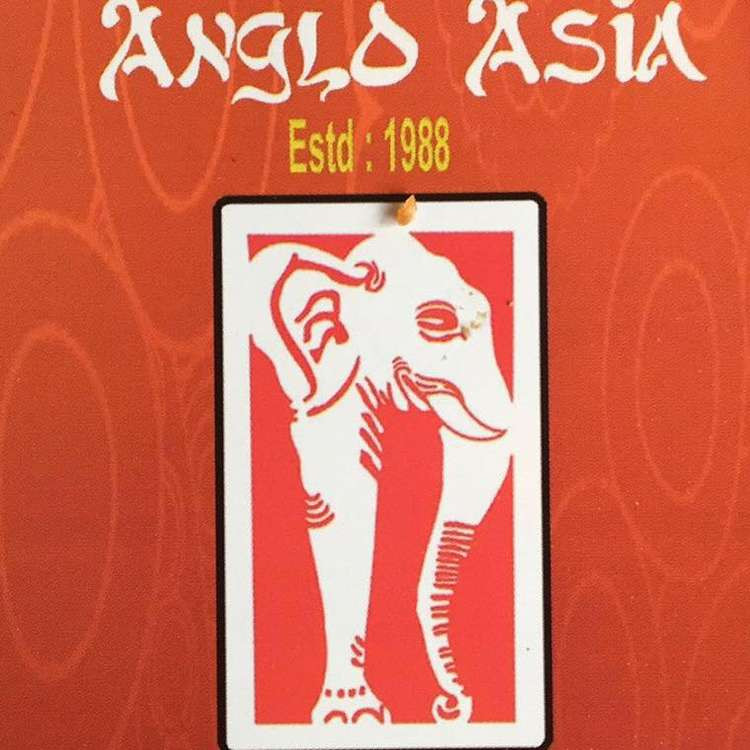 Anglo Asia
Estd : 1988